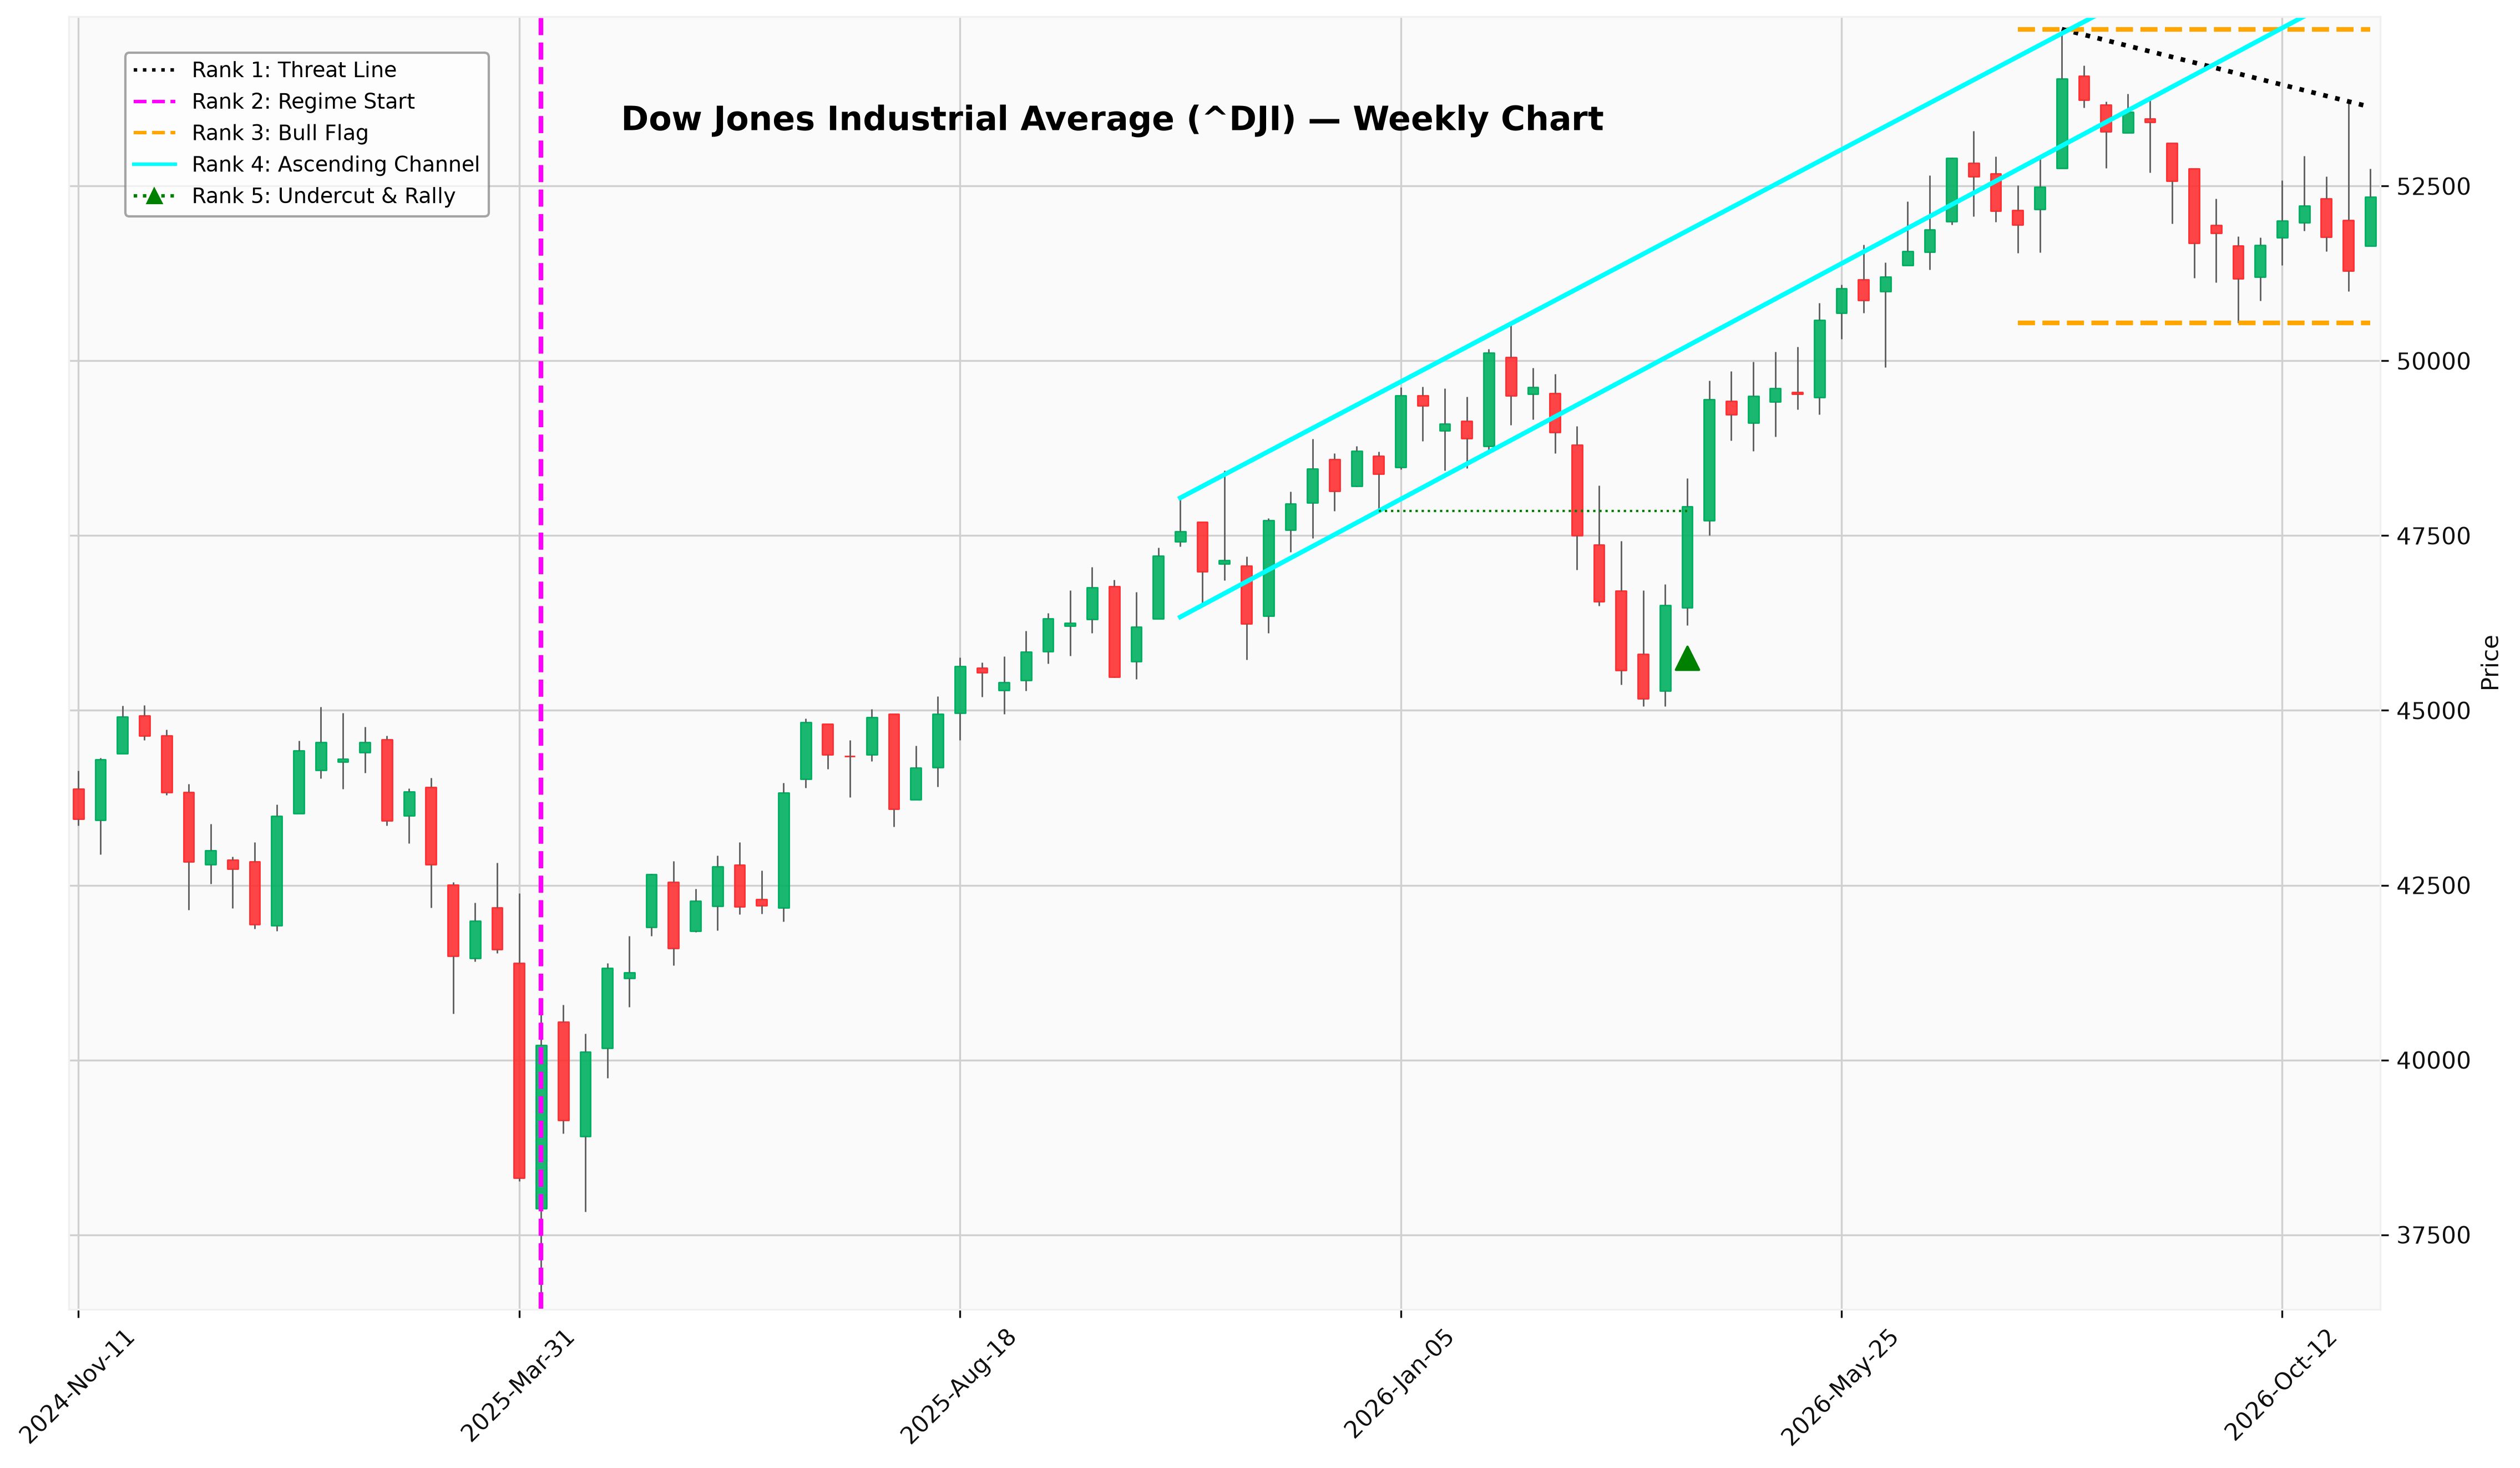 Dow Jones Industrial Average (^DJI) — Weekly Chart
Rank 1: Threat Line
Rank 2: Regime Start
Rank 3: Bull Flag
Rank 4: Ascending Channel
Rank 5: Undercut & Rally
52500
50000
47500
45000
42500
40000
37500
Price
2024-Nov-11
2025-Mar-31
2025-Aug-18
2026-Jan-05
2026-May-25
2026-Oct-12